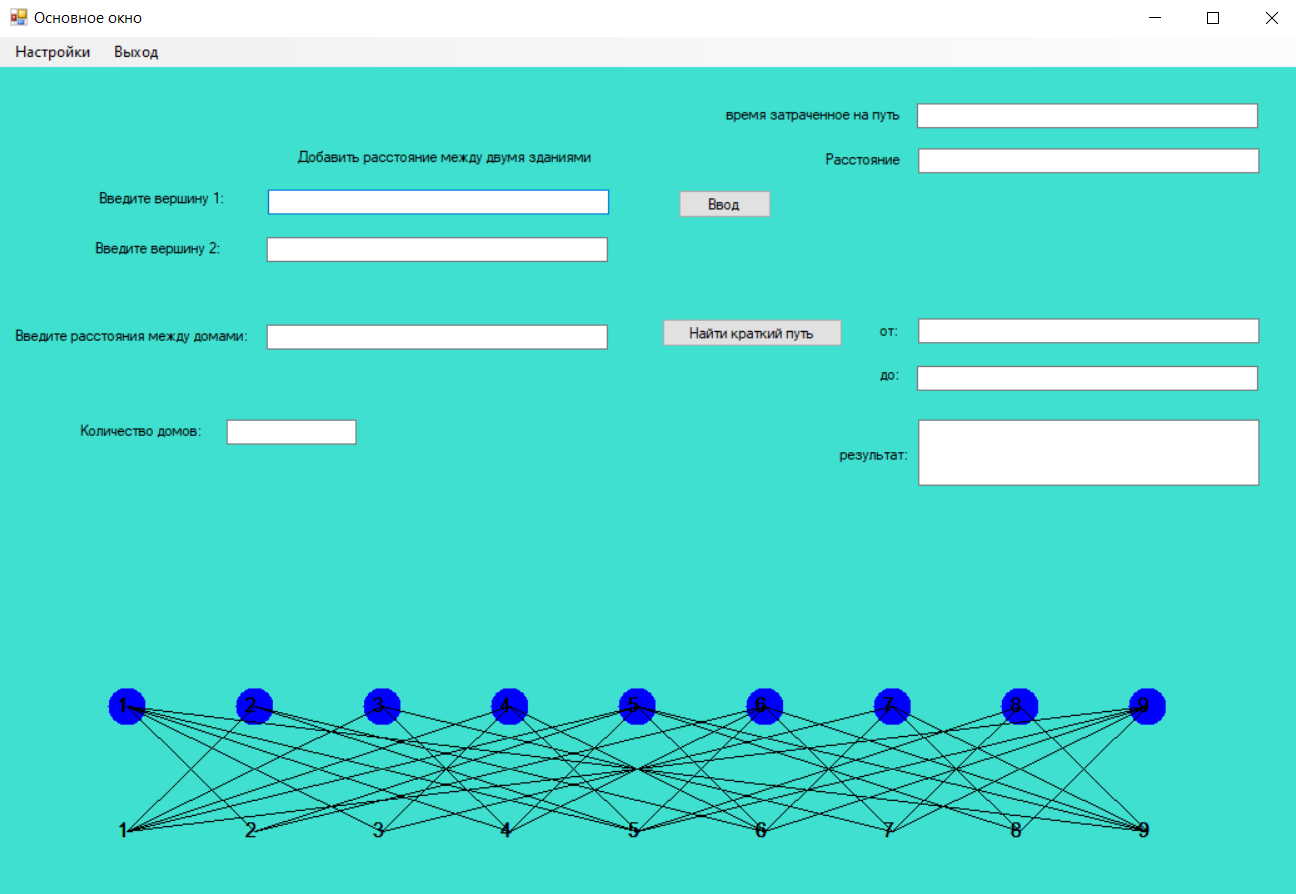 Основное окно
Настройки Выход
время затраченное на путь
Добавить расстояние между двумя зданиями
Расстояние
Введите вершину 1:
Ввод
Введите вершину 2:
Введите расстояния между домами:
Найти краткий путь
от:
до:
Количество домов:
результат:
1 2 3 4 5 6 7 8 9
1 2 3 4 5 6 7 8 9